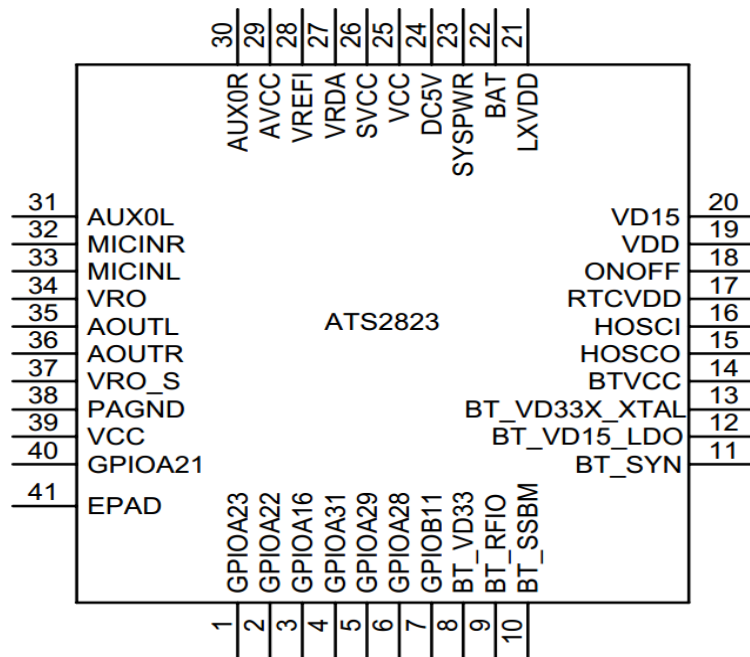 30 29 28 27 26 25 24 23 22 21
AUX0R AVCC VREFI VRDA SVCC VCC DC5V SYSPWR BAT LXVDD
31 AUX0L
32 MICINR
33 MICINL
34 VRO
35 AOUTL
36 AOUTR
37 VRO_S
38 PAGND
39 VCC
40 GPIOA21
41 EPAD
ATS2823
VD15 20
VDD 19
ONOFF 18
RTCVDD 17
HOSCI 16
HOSCO 15
BTVCC 14
BT_VD33X_XTAL 13
BT_VD15_LDO 12
BT_SYN 11
GPIOA23 GPIOA22 GPIOA16 GPIOA31 GPIOA29 GPIOA28 GPIOB11 BT_VD33 BT_RFIO BT_SSBM
1 2 3 4 5 6 7 8 9 10